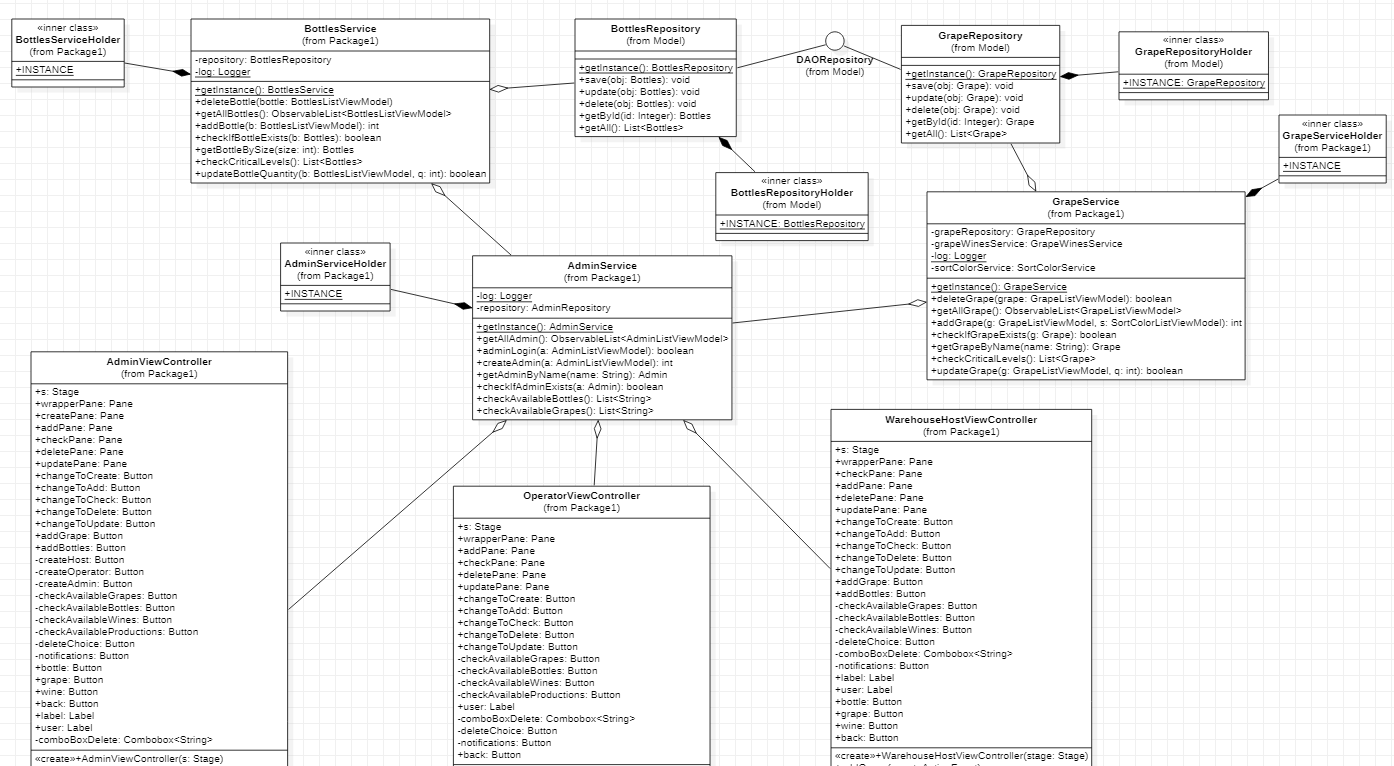 «inner class»
BottlesServiceHolder
(from Package1)
+INSTANCE
BottlesService
(from Package1)
-repository: BottlesRepository
-log: Logger
+getInstance(): BottlesService
+deleteBottle(bottle: BottlesListViewModel)
+getAllBottles(): ObservableList<BottlesListViewModel>
+addBottle(b: BottlesListViewModel): int
+checkIfBottleExists(b: Bottles): boolean
+getBottleBySize(size: int): Bottles
+checkCriticalLevels(): List<Bottles>
+updateBottleQuantity(b: BottlesListViewModel, q: int): boolean
BottlesRepository
(from Model)
+getInstance(): BottlesRepository
+save(obj: Bottles): void
+update(obj: Bottles): void
+delete(obj: Bottles): void
+getById(id: Integer): Bottles
+getAll(): List<Bottles>
DAORepository
(from Model)
GrapeRepository
(from Model)
+getInstance(): GrapeRepository
+save(obj: Grape): void
+update(obj: Grape): void
+delete(obj: Grape): void
+getById(id: Integer): Grape
+getAll(): List<Grape>
«inner class»
GrapeRepositoryHolder
(from Model)
+INSTANCE: GrapeRepository
«inner class»
GrapeServiceHolder
(from Package1)
+INSTANCE
«inner class»
BottlesRepositoryHolder
(from Model)
+INSTANCE: BottlesRepository
GrapeService
(from Package1)
-grapeRepository: GrapeRepository
-grapeWinesService: GrapeWinesService
-log: Logger
-sortColorService: SortColorService
+getInstance(): GrapeService
+deleteGrape(grape: GrapeListViewModel): boolean
+getAllGrape(): ObservableList<GrapeListViewModel>
+addGrape(g: GrapeListViewModel, s: SortColorListViewModel): int
+checkIfGrapeExists(g: Grape): boolean
+getGrapeByName(name: String): Grape
+checkCriticalLevels(): List<Grape>
+updateGrape(g: GrapeListViewModel, q: int): boolean
«inner class»
AdminServiceHolder
(from Package1)
+INSTANCE
AdminService
(from Package1)
-log: Logger
-repository: AdminRepository
+getInstance(): AdminService
+getAllAdmin(): ObservableList<AdminListViewModel>
+adminLogin(a: AdminListViewModel): boolean
+createAdmin(a: AdminListViewModel): int
+getAdminByName(name: String): Admin
+checkIfAdminExists(a: Admin): boolean
+checkAvailableBottles(): List<String>
+checkAvailableGrapes(): List<String>
AdminViewController
(from Package1)
+s: Stage
+wrapperPane: Pane
+createPane: Pane
+addPane: Pane
+checkPane: Pane
+deletePane: Pane
+updatePane: Pane
+changeToCreate: Button
+changeToAdd: Button
+changeToCheck: Button
+changeToDelete: Button
+changeToUpdate: Button
+addGrape: Button
+addBottles: Button
-createHost: Button
-createOperator: Button
-createAdmin: Button
-checkAvailableGrapes: Button
-checkAvailableBottles: Button
-checkAvailableWines: Button
-checkAvailableProductions: Button
-deleteChoice: Button
-notifications: Button
+bottle: Button
+grape: Button
+wine: Button
+back: Button
+label: Label
+user: Label
-comboBoxDelete: Combobox<String>
«create»+AdminViewController(s: Stage)
OperatorViewController
(from Package1)
+s: Stage
+wrapperPane: Pane
+addPane: Pane
+checkPane: Pane
+deletePane: Pane
+updatePane: Pane
+changeToCreate: Button
+changeToAdd: Button
+changeToCheck: Button
+changeToDelete: Button
+changeToUpdate: Button
-checkAvailableGrapes: Button
-checkAvailableBottles: Button
-checkAvailableWines: Button
-checkAvailableProductions: Button
+user: Label
-comboBoxDelete: Combobox<String>
-deleteChoice: Button
-notifications: Button
+back: Button
WarehouseHostViewController
(from Package1)
+s: Stage
+wrapperPane: Pane
+checkPane: Pane
+addPane: Pane
+deletePane: Pane
+updatePane: Pane
+changeToCreate: Button
+changeToAdd: Button
+changeToCheck: Button
+changeToDelete: Button
+changeToUpdate: Button
+addGrape: Button
+addBottles: Button
-checkAvailableGrapes: Button
-checkAvailableBottles: Button
-checkAvailableWines: Button
-deleteChoice: Button
-comboBoxDelete: Combobox<String>
-notifications: Button
+label: Label
+user: Label
+bottle: Button
+grape: Button
+wine: Button
+back: Button
«create»+WarehouseHostViewController(stage: Stage)